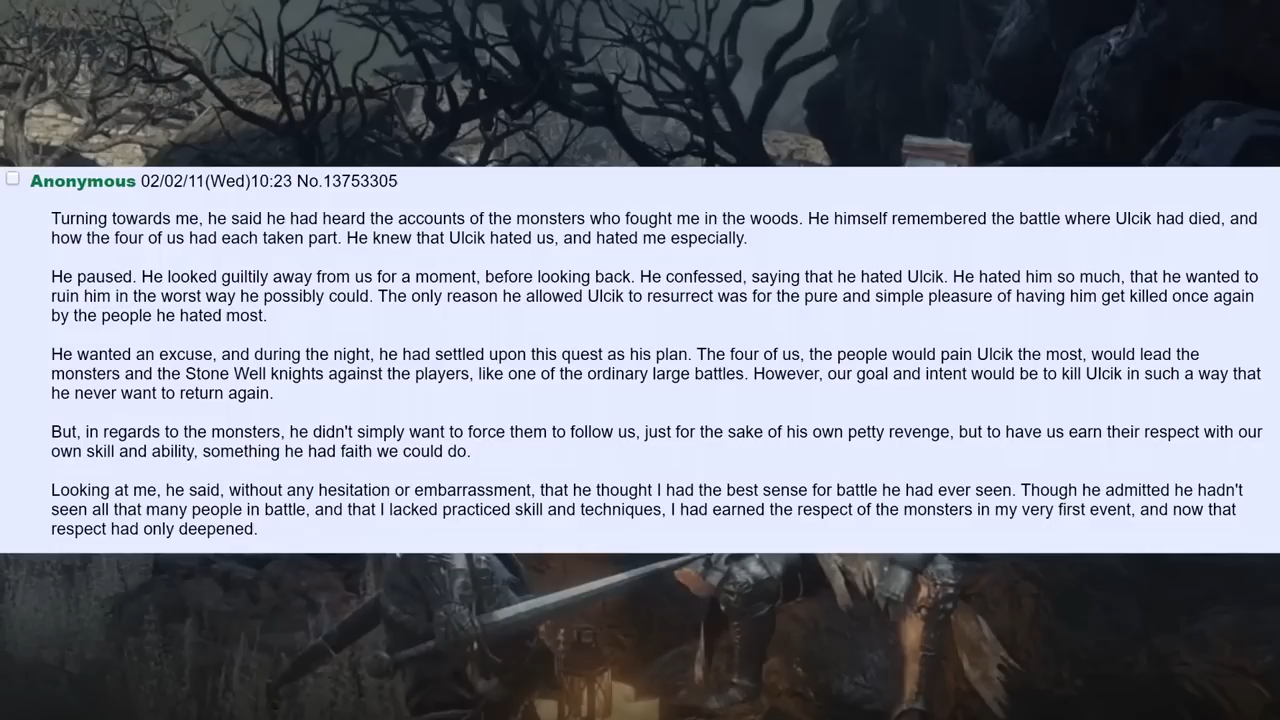 Anonymous 02/02/11(Wed)10:23 No.13753305
Turning towards me, he said he had heard the accounts of the monsters who fought me in the woods. He himself remembered the battle where Ulcik had died, and
how the four of us had each taken part. He knew that Ulcik hated us, and hated me especially.
He paused. He looked guiltily away from us for a moment, before looking back. He confessed, saying that he hated Ulcik. He hated him so much, that he wanted to
ruin him in the worst way he possibly could. The only reason he allowed Ulcik to resurrect was for the pure and simple pleasure of having him get killed once again
by the people he hated most.
He wanted an excuse, and during the night, he had settled upon this quest as his plan. The four of us, the people would pain Ulcik the most, would lead the
monsters and the Stone Well knights against the players, like one of the ordinary large battles. However, our goal and intent would be to kill Ulcik in such a way that
he never want to return again.
But, in regards to the monsters, he didn't simply want to force them to follow us, just for the sake of his own petty revenge, but to have us earn their respect with our
own skill and ability, something he had faith we could do.
Looking at me, he said, without any hesitation or embarrassment, that he thought I had the best sense for battle he had ever seen. Though he admitted he hadn't
seen all that many people in battle, and that I lacked practiced skill and techniques, I had earned the respect of the monsters in my very first event, and now that
respect had only deepened.